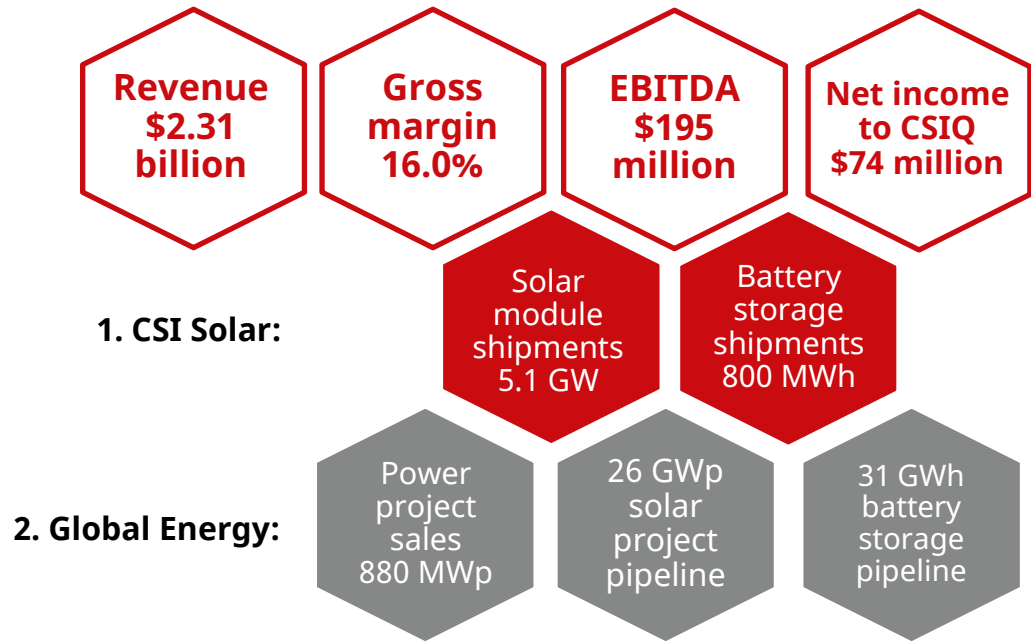 Revenue
$2.31
billion
Gross
margin
16.0%
EBITDA
$195
million
Net income
to CSIQ
$74 million
1. CSI Solar:
Solar
module
shipments
5.1 GW
Battery
storage
shipments
800 MWh
2. Global Energy:
Power
project
sales
880 MWp
26 GWp
solar
project
pipeline
31 GWh
battery
storage
pipeline